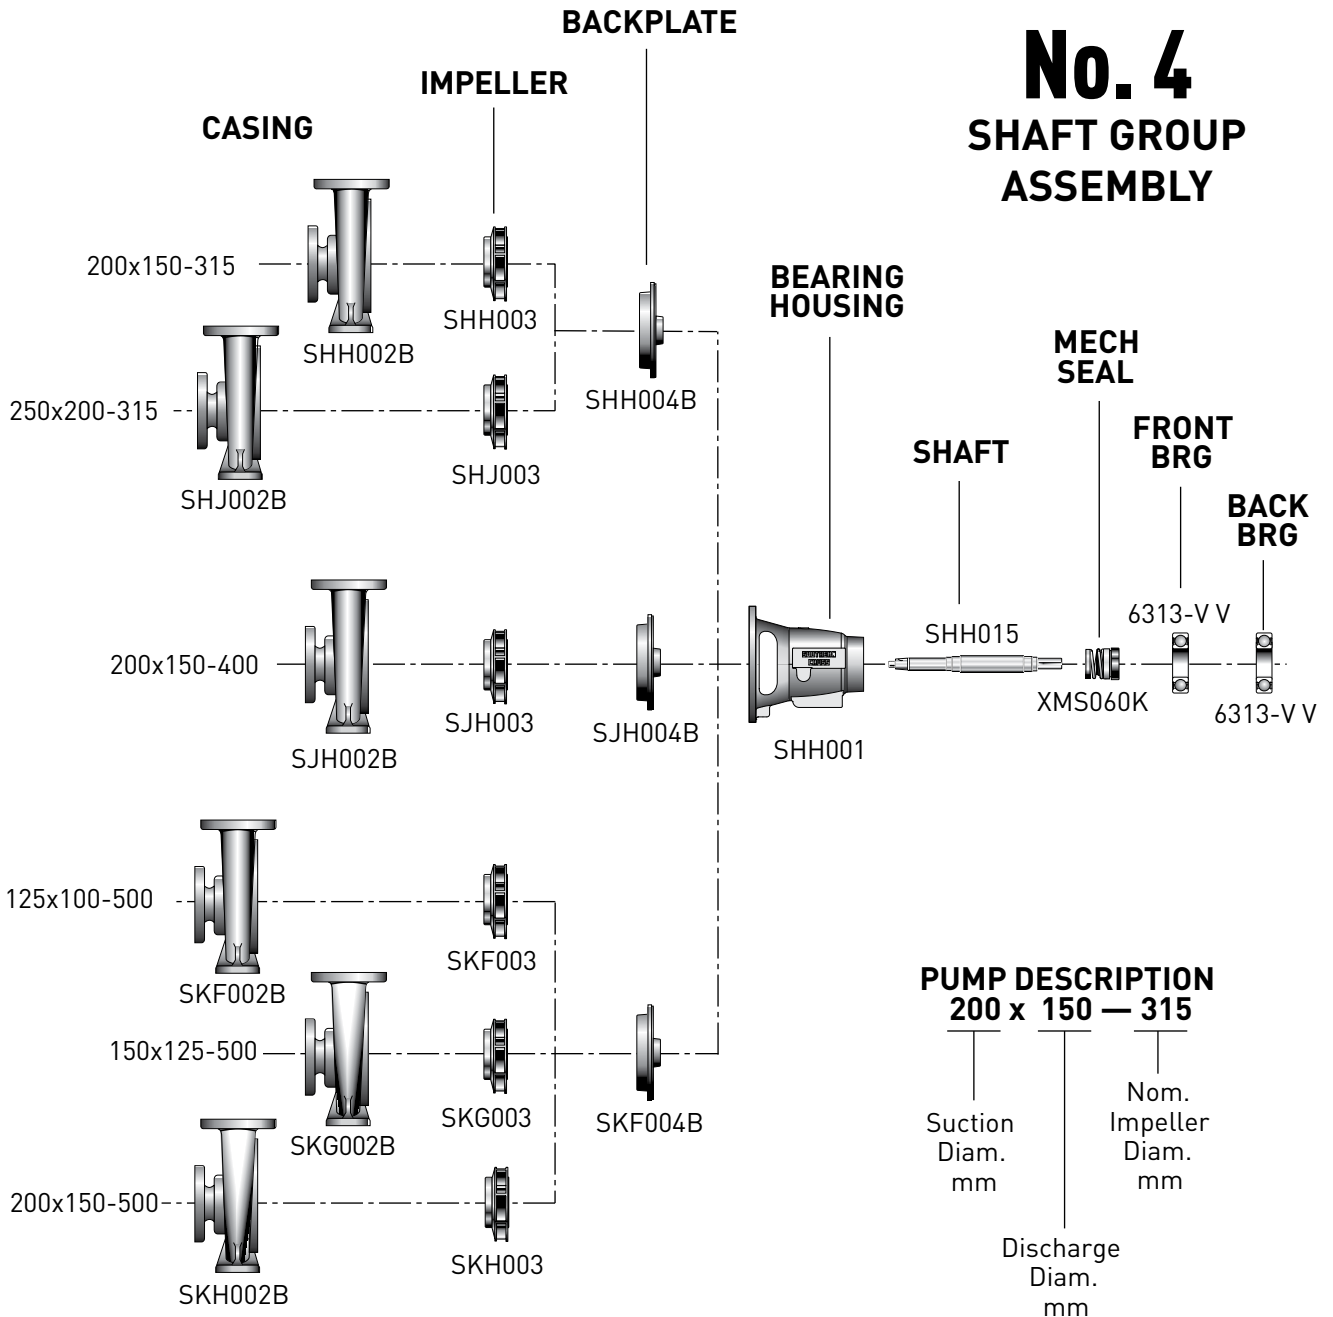 No. 4
SHAFT GROUP
ASSEMBLY
BACKPLATE
IMPELLER
CASING
200x150-315
SHH003
SHH002B
BEARING
HOUSING
SHH004B
MECH
SEAL
250x200-315
SHJ003
SHJ002B
SHAFT
FRONT
BRG
BACK
BRG
200x150-400
SJH003
SJH002B
SJH004B
SHH001
SHH015
XMS060K
6313-V V
6313-V V
125x100-500
SKF003
SKF002B
150x125-500
SKG003
SKG002B
SKF004B
200x150-500
SKH003
SKH002B
PUMP DESCRIPTION
200 x 150 — 315
Suction
Diam.
mm
Discharge
Diam.
mm
Nom.
Impeller
Diam.
mm